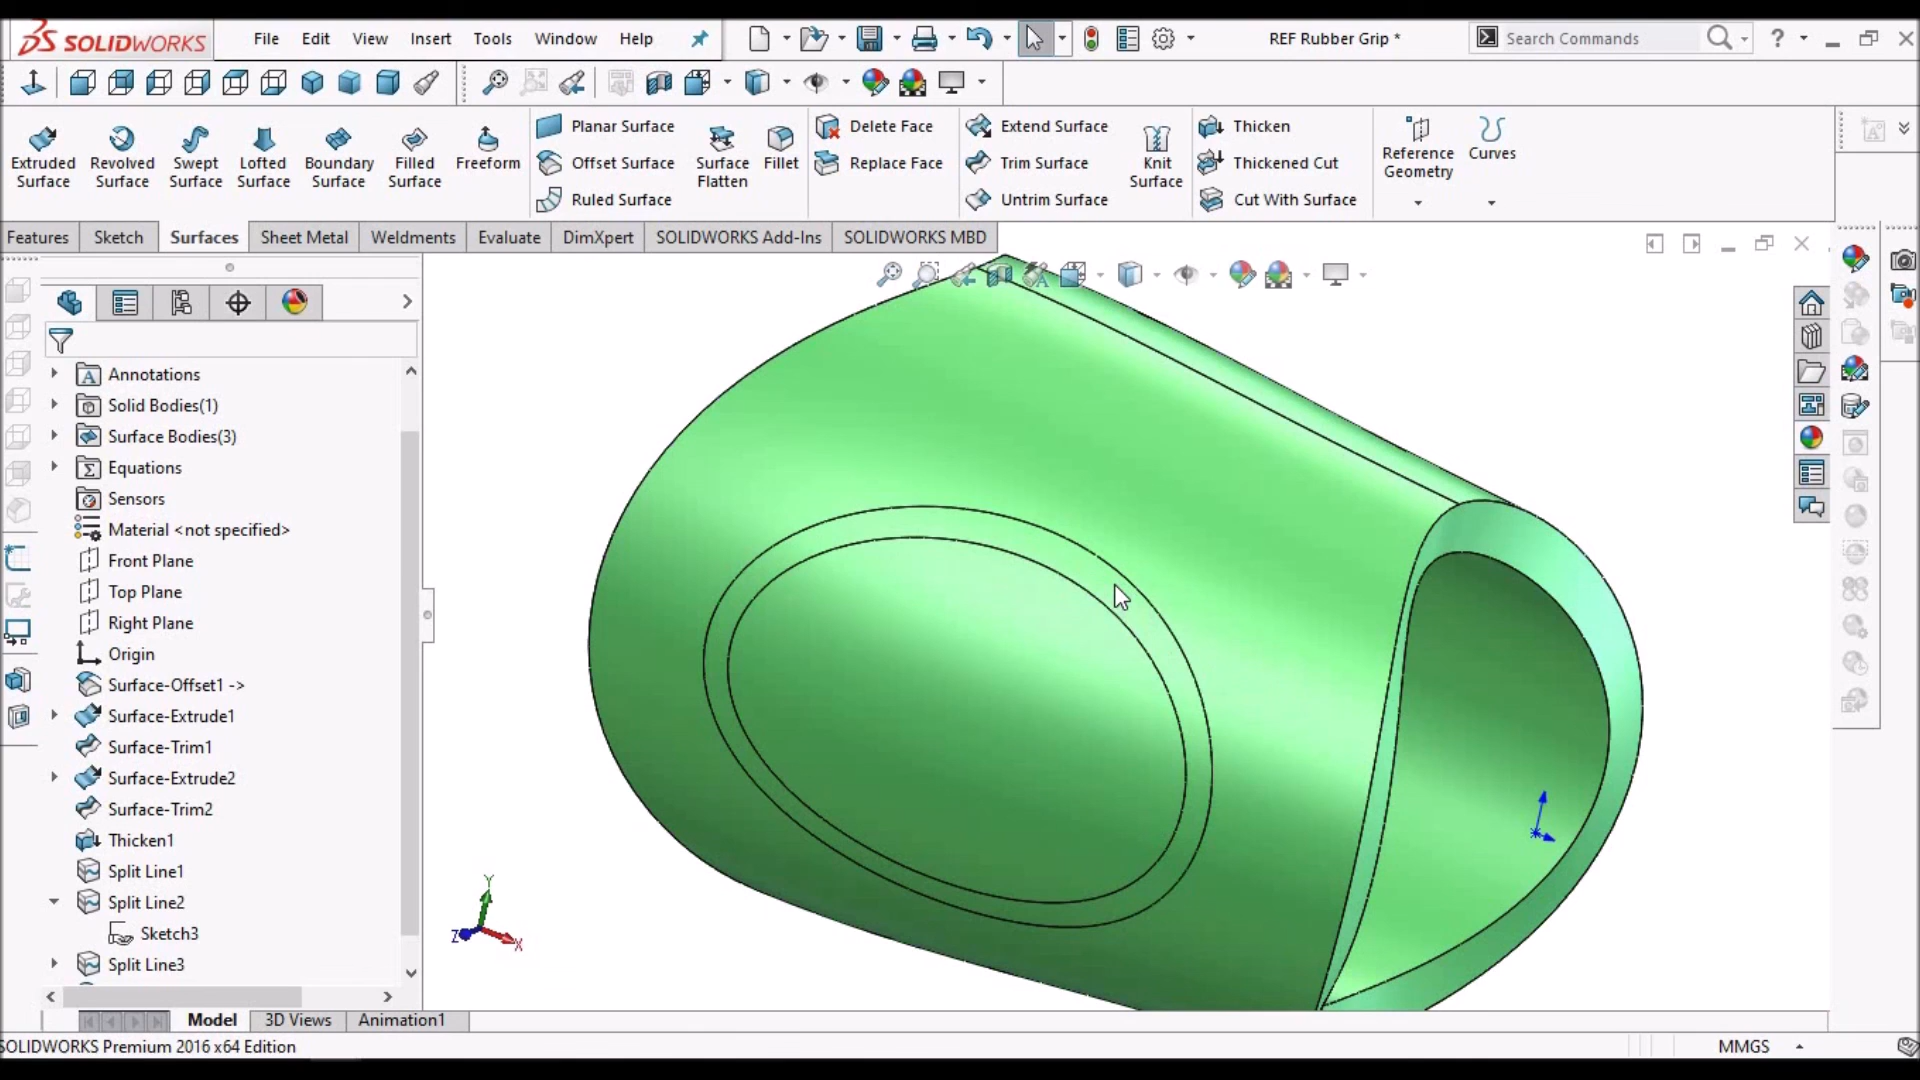 SOLIDWORKS File Edit View Insert Tools Window Help REF Rubber Grip * Search Commands ?
Extruded Surface
Revolved Surface
Swept Surface
Lofted Surface
Boundary Surface
Filled Surface
Freeform
Planar Surface
Offset Surface
Ruled Surface
Surface Flatten
Fillet
Delete Face
Replace Face
Extend Surface
Trim Surface
Untrim Surface
Knit Surface
Thicken
Thickened Cut
Cut With Surface
Reference Geometry
Curves
Features Sketch Surfaces Sheet Metal Weldments Evaluate DimXpert SOLIDWORKS Add-Ins SOLIDWORKS MBD
Annotations
Solid Bodies(1)
Surface Bodies(3)
Equations
Sensors
Material <not specified>
Front Plane
Top Plane
Right Plane
Origin
Surface-Offset1 ->
Surface-Extrude1
Surface-Trim1
Surface-Extrude2
Surface-Trim2
Thicken1
Split Line1
Split Line2
Sketch3
Split Line3
Y
Z
X
Model 3D Views Animation1
SOLIDWORKS Premium 2016 x64 Edition MMGS